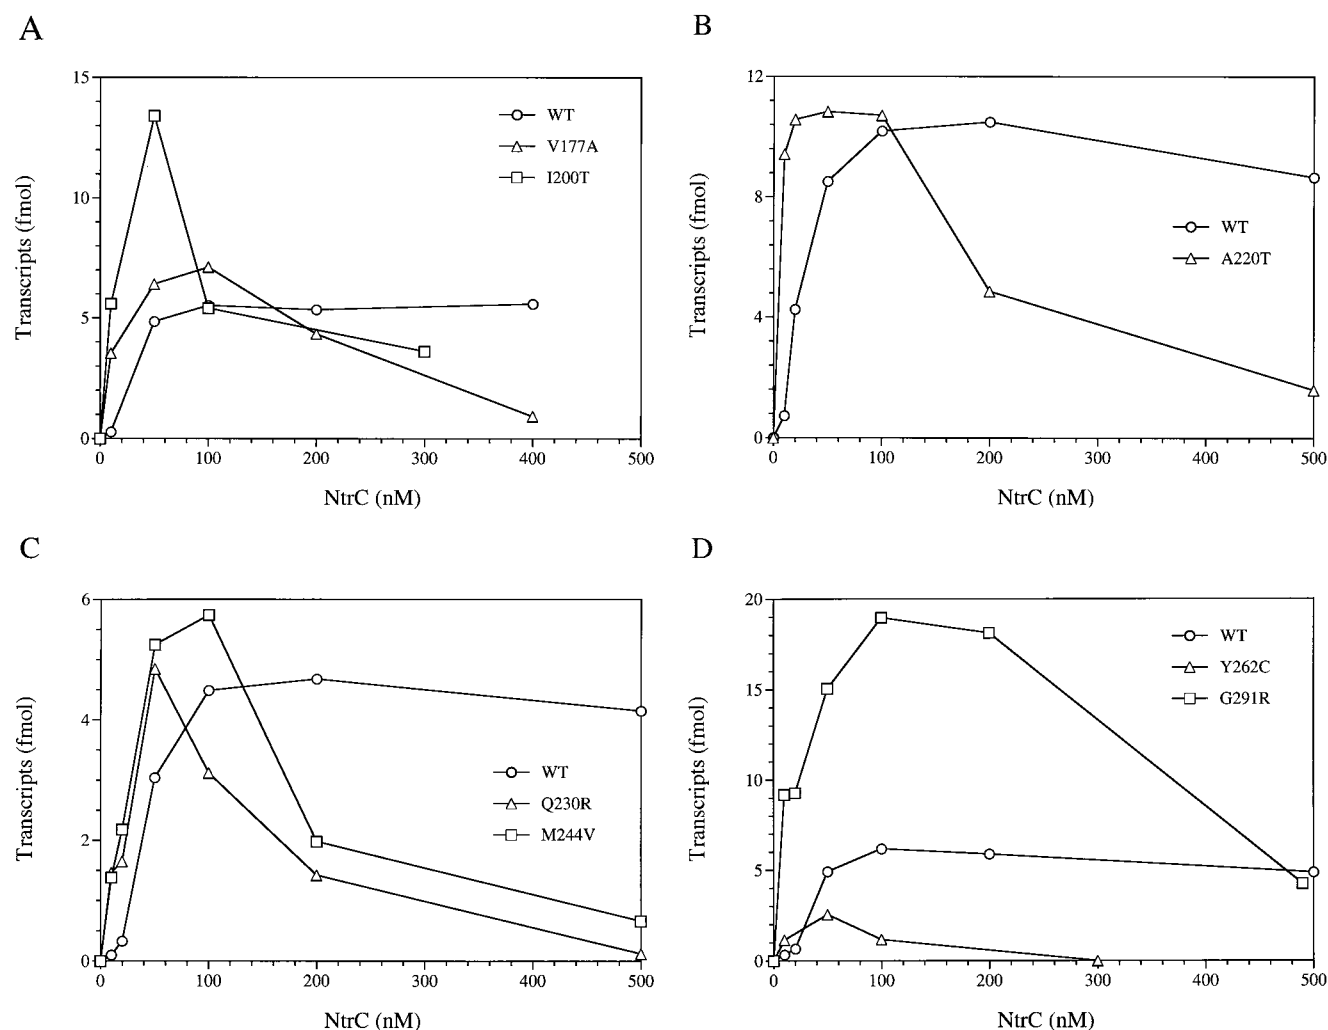 A
Transcripts (fmol)
15
10
5
0
WT
V177A
I200T
0 100 200 300 400 500
NtrC (nM)
B
Transcripts (fmol)
12
8
4
0
WT
A220T
0 100 200 300 400 500
NtrC (nM)
C
Transcripts (fmol)
6
4
2
0
WT
Q230R
M244V
0 100 200 300 400 500
NtrC (nM)
D
Transcripts (fmol)
20
15
10
5
0
WT
Y262C
G291R
0 100 200 300 400 500
NtrC (nM)